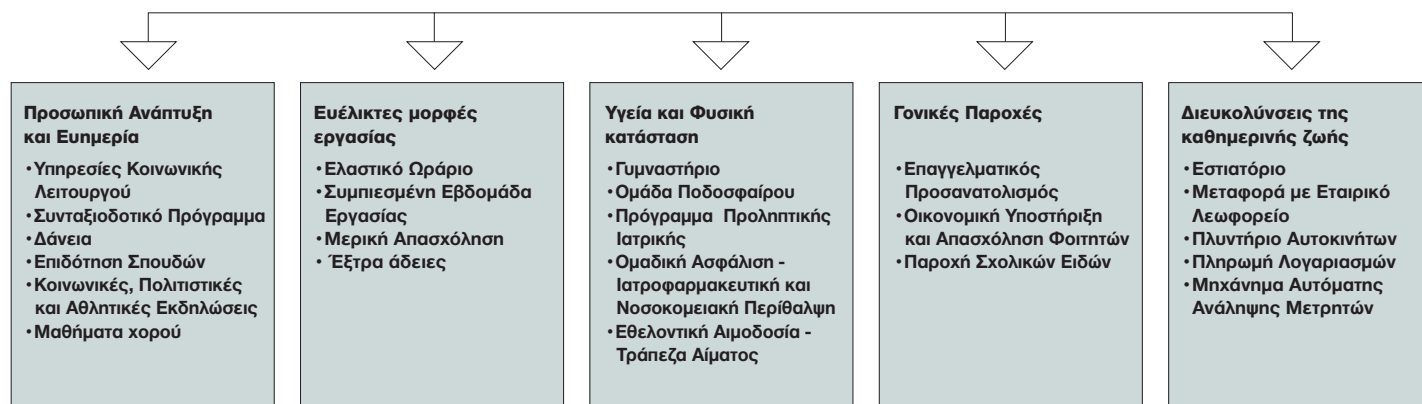 Προσωπική Ανάπτυξη
και Ευημερία
•Υπηρεσίες Κοινωνικής
Λειτουργού
•Συνταξιοδοτικό Πρόγραμμα
•Δάνεια
•Επιδότηση Σπουδών
•Κοινωνικές, Πολιτιστικές
και Αθλητικές Εκδηλώσεις
•Μαθήματα χορού
Ευέλικτες μορφές
εργασίας
•Ελαστικό Ωράριο
•Συμπιεσμένη Εβδομάδα
Εργασίας
•Μερική Απασχόληση
• Έξτρα άδειες
Υγεία και Φυσική
κατάσταση
•Γυμναστήριο
•Ομάδα Ποδοσφαίρου
•Πρόγραμμα Προληπτικής
Ιατρικής
•Ομαδική Ασφάλιση -
Ιατροφαρμακευτική και
Νοσοκομειακή Περίθαλψη
•Εθελοντική Αιμοδοσία -
Τράπεζα Αίματος
Γονικές Παροχές
•Επαγγελματικός
Προσανατολισμός
•Οικονομική Υποστήριξη
και Απασχόληση Φοιτητών
•Παροχή Σχολικών Ειδών
Διευκολύνσεις της
καθημερινής ζωής
•Εστιατόριο
•Μεταφορά με Εταιρικό
Λεωφορείο
•Πλυντήριο Αυτοκινήτων
•Πληρωμή Λογαριασμών
•Μηχάνημα Αυτόματης
Ανάληψης Μετρητών